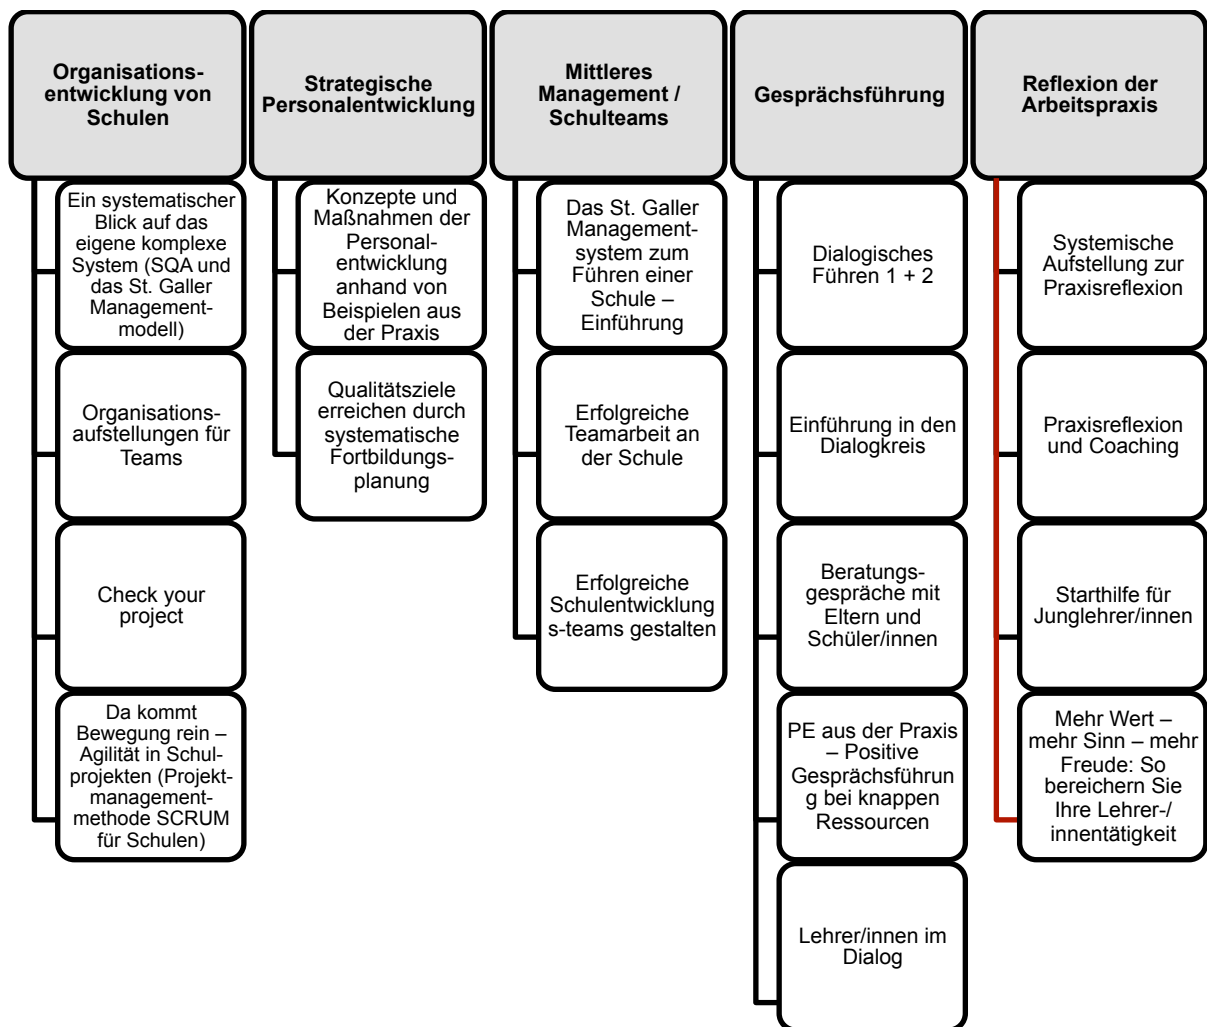 Organisations-
entwicklung von
Schulen
Ein systematischer
Blick auf das
eigene komplexe
System (SQA und
das St. Galler
Management-
modell)
Organisations-
aufstellungen für
Teams
Check your
project
Da kommt
Bewegung rein –
Agilität in Schul-
projekten (Projekt-
management-
methode SCRUM
für Schulen)
Strategische
Personalentwicklung
Konzepte und
Maßnahmen der
Personal-
entwicklung
anhand von
Beispielen aus
der Praxis
Qualitätsziele
erreichen durch
systematische
Fortbildungs-
planung
Mittleres
Management /
Schulteams
Das St. Galler
Management-
system zum
Führen einer
Schule –
Einführung
Erfolgreiche
Teamarbeit an
der Schule
Erfolgreiche
Schulentwicklung
s-teams gestalten
Gesprächsführung
Dialogisches
Führen 1 + 2
Einführung in den
Dialogkreis
Beratungs-
gespräche mit
Eltern und
Schüler/innen
PE aus der Praxis
– Positive
Gesprächsführun
g bei knappen
Ressourcen
Lehrer/innen im
Dialog
Reflexion der
Arbeitspraxis
Systemische
Aufstellung zur
Praxisreflexion
Praxisreflexion
und Coaching
Starthilfe für
Junglehrer/innen
Mehr Wert –
mehr Sinn – mehr
Freude: So
bereichern Sie
Ihre Lehrer-/
innentätigkeit